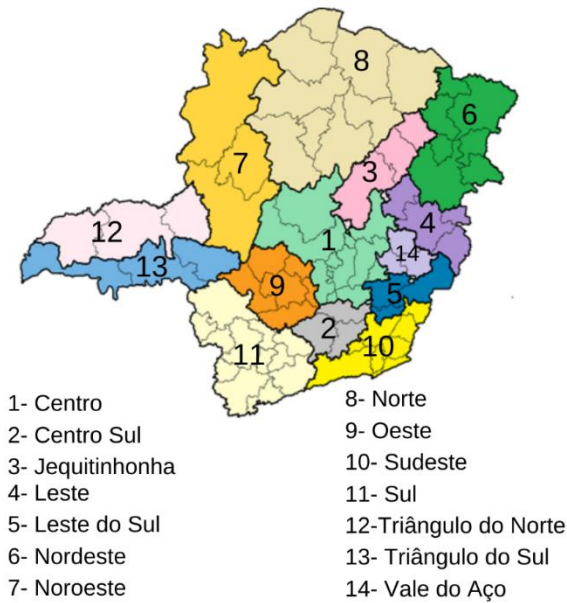 8
6
7
3
4
12
1
14
13
9
5
2
10
11
1- Centro
2- Centro Sul
3- Jequitinhonha
4- Leste
5- Leste do Sul
6- Nordeste
7- Noroeste
8- Norte
9- Oeste
10- Sudeste
11- Sul
12-Triângulo do Norte
13- Triângulo do Sul
14- Vale do Aço